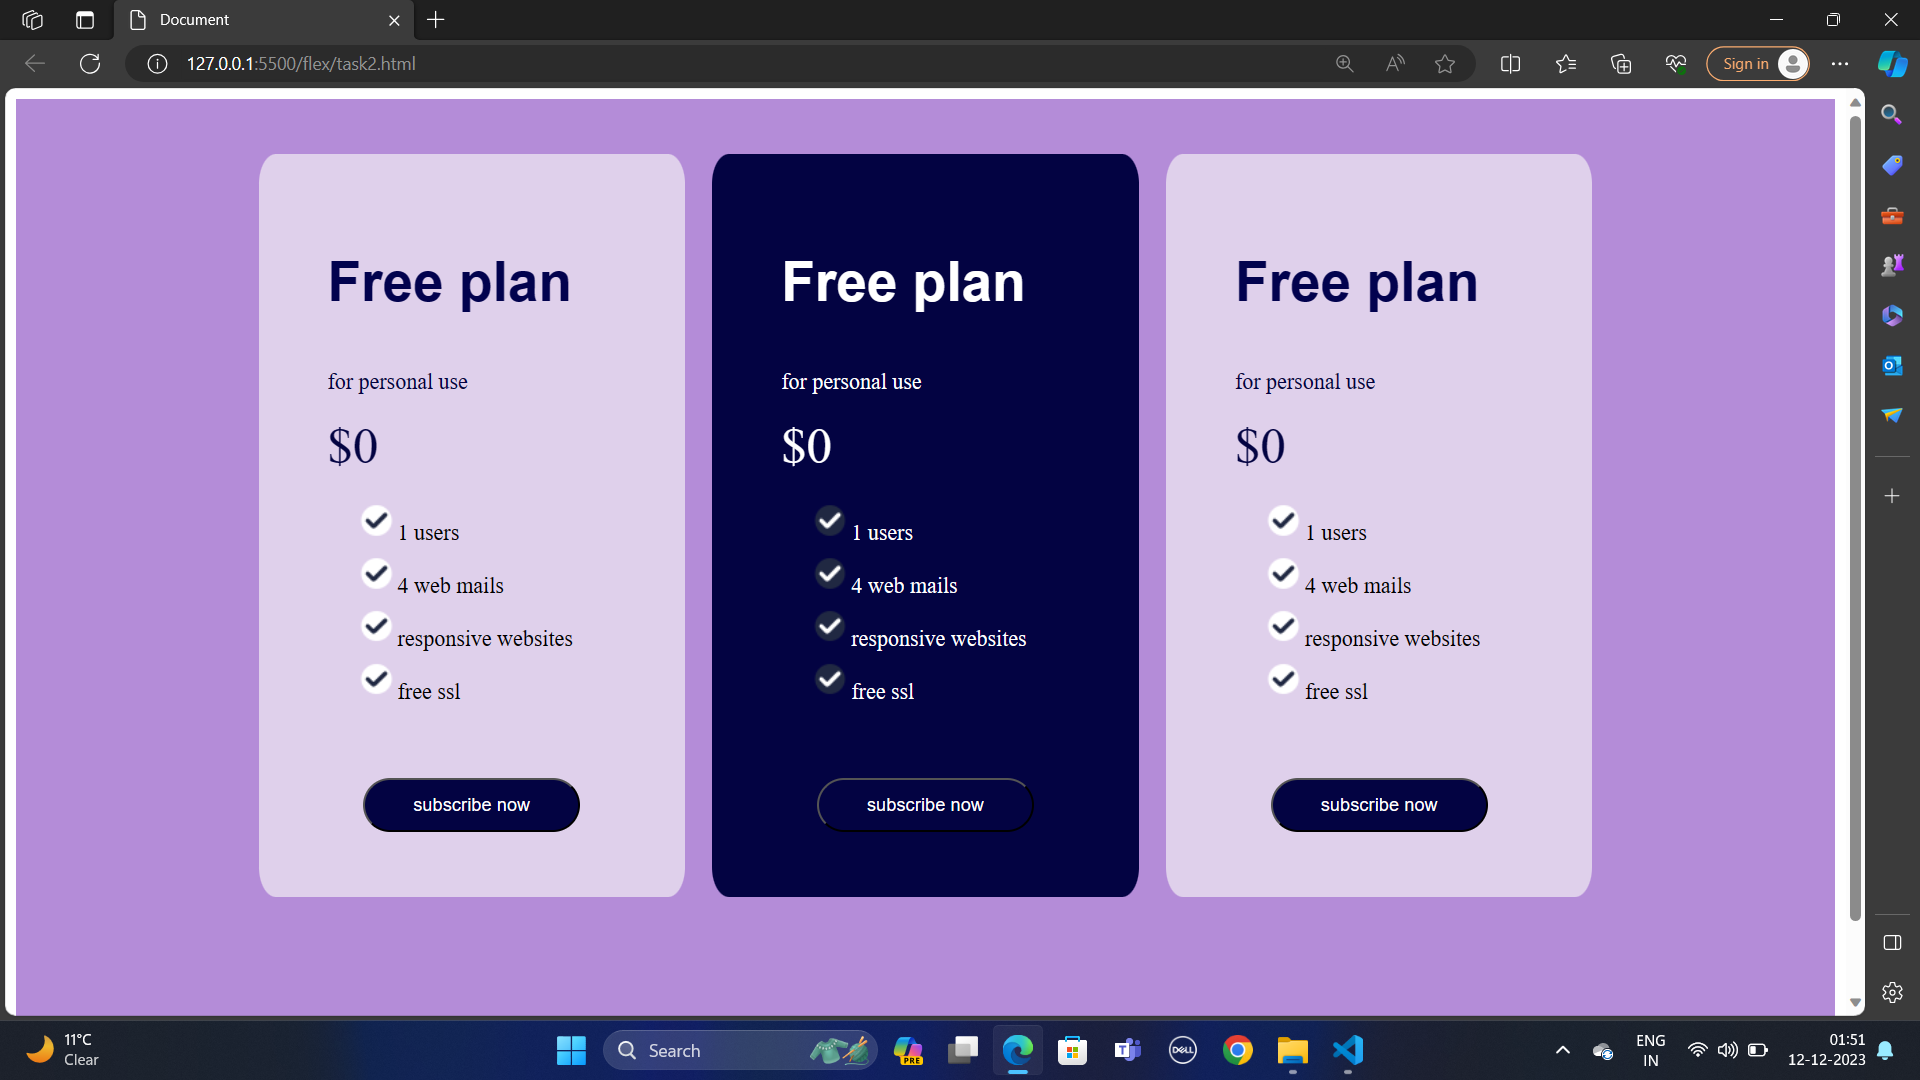 Document
127.0.0.1:5500/flex/task2.html
Sign in
Free plan
for personal use
$0
1 users
4 web mails
responsive websites
free ssl
subscribe now
Free plan
for personal use
$0
1 users
4 web mails
responsive websites
free ssl
subscribe now
Free plan
for personal use
$0
1 users
4 web mails
responsive websites
free ssl
subscribe now
11°C
Clear
Search
PRE
DELL
ENG
IN
01:51
12-12-2023